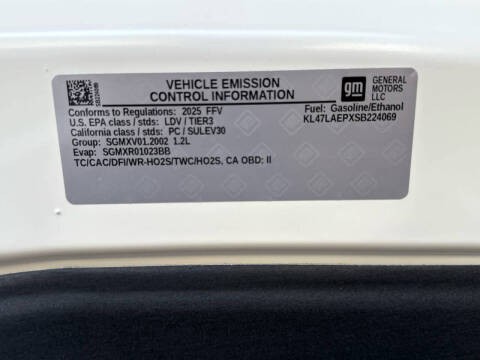 VEHICLE EMISSION
CONTROL INFORMATION
gm
GENERAL
MOTORS
LLC
Conforms to Regulations: 2025 FFV
Fuel: Gasoline/Ethanol
U.S. EPA class / stds: LDV / TIER3
KL47LAEPXSB224069
California class / stds: PC / SULEV30
Group: SGMXV01.2002 1.2L
Evap: SGMXR01023BB
TC/CAC/DFI/WR-HO2S/TWC/HO2S, CA OBD: II